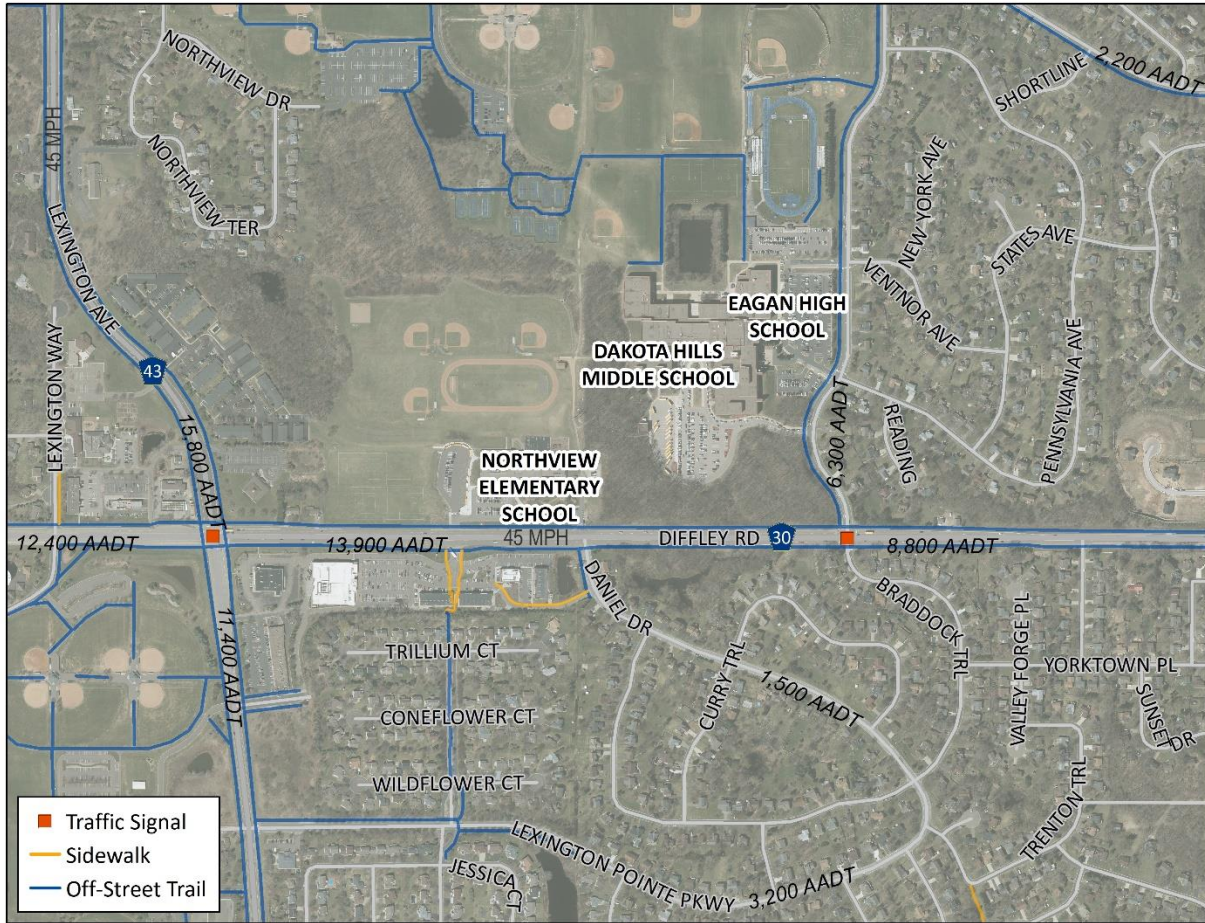 NORTHVIEW DR
NORTHVIEW TER
45 MPH
LEXINGTON AVE
43
LEXINGTON WAY
15,800 AADT
12,400 AADT
11,400 AADT
13,900 AADT
45 MPH
DIFFLEY RD
30
8,800 AADT
6,300 AADT
2,200 AADT
SHORTLINE
NEW YORK AVE
STATES AVE
VENTNOR AVE
PENNSYLVANIA AVE
READING
EAGAN HIGH
SCHOOL
DAKOTA HILLS
MIDDLE SCHOOL
NORTHVIEW
ELEMENTARY
SCHOOL
DANIEL DR
BRADDOCK TRL
VALLEY FORGE PL
YORKTOWN PL
SUNSET DR
CURRY TRL
1,500 AADT
TRILLIUM CT
CONEFLOWER CT
WILDFLOWER CT
TRENTON TRL
LEXINGTON POINTE PKWY
3,200 AADT
JESSICA CT
Traffic Signal
Sidewalk
Off-Street Trail